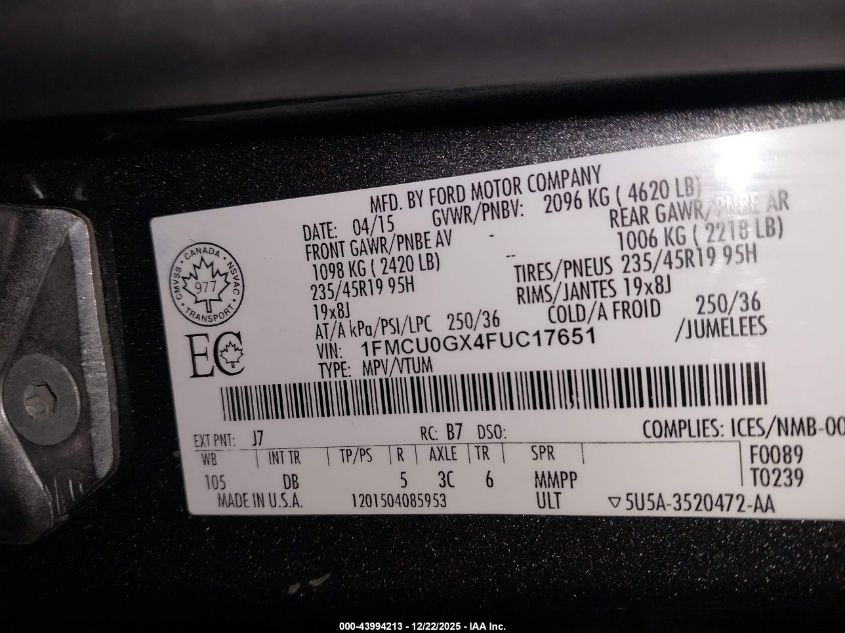 MFD. BY FORD MOTOR COMPANY
DATE: 04/15 GVWR/PNBV: 2096 KG ( 4620 LB)
FRONT GAWR/PNBE AV - REAR GAWR/PNBE AR
1098 KG ( 2420 LB) -- 1006 KG ( 2218 LB)
235/45R19 95H TIRES/PNEUS 235/45R19 95H
19x8J RIMS/JANTES 19x8J
AT/A kPa/PSI/LPC 250/36 COLD/A FROID 250/36
VIN: 1FMCU0GX4FUC17651 /JUMELEES
TYPE: MPV/VTUM
CANADA
CMVSS NSVAC
977
TRANSPORT
EC
EXT PNT: J7 RC: B7 DSO: COMPLIES: ICES/NMB-00
WB INT TR TP/PS R AXLE TR SPR F0089
105 DB 5 3C 6 MMPP T0239
MADE IN U.S.A. 1201504085953 ULT ▽5U5A-3520472-AA
000-43994213 - 12/22/2025 - IAA Inc.